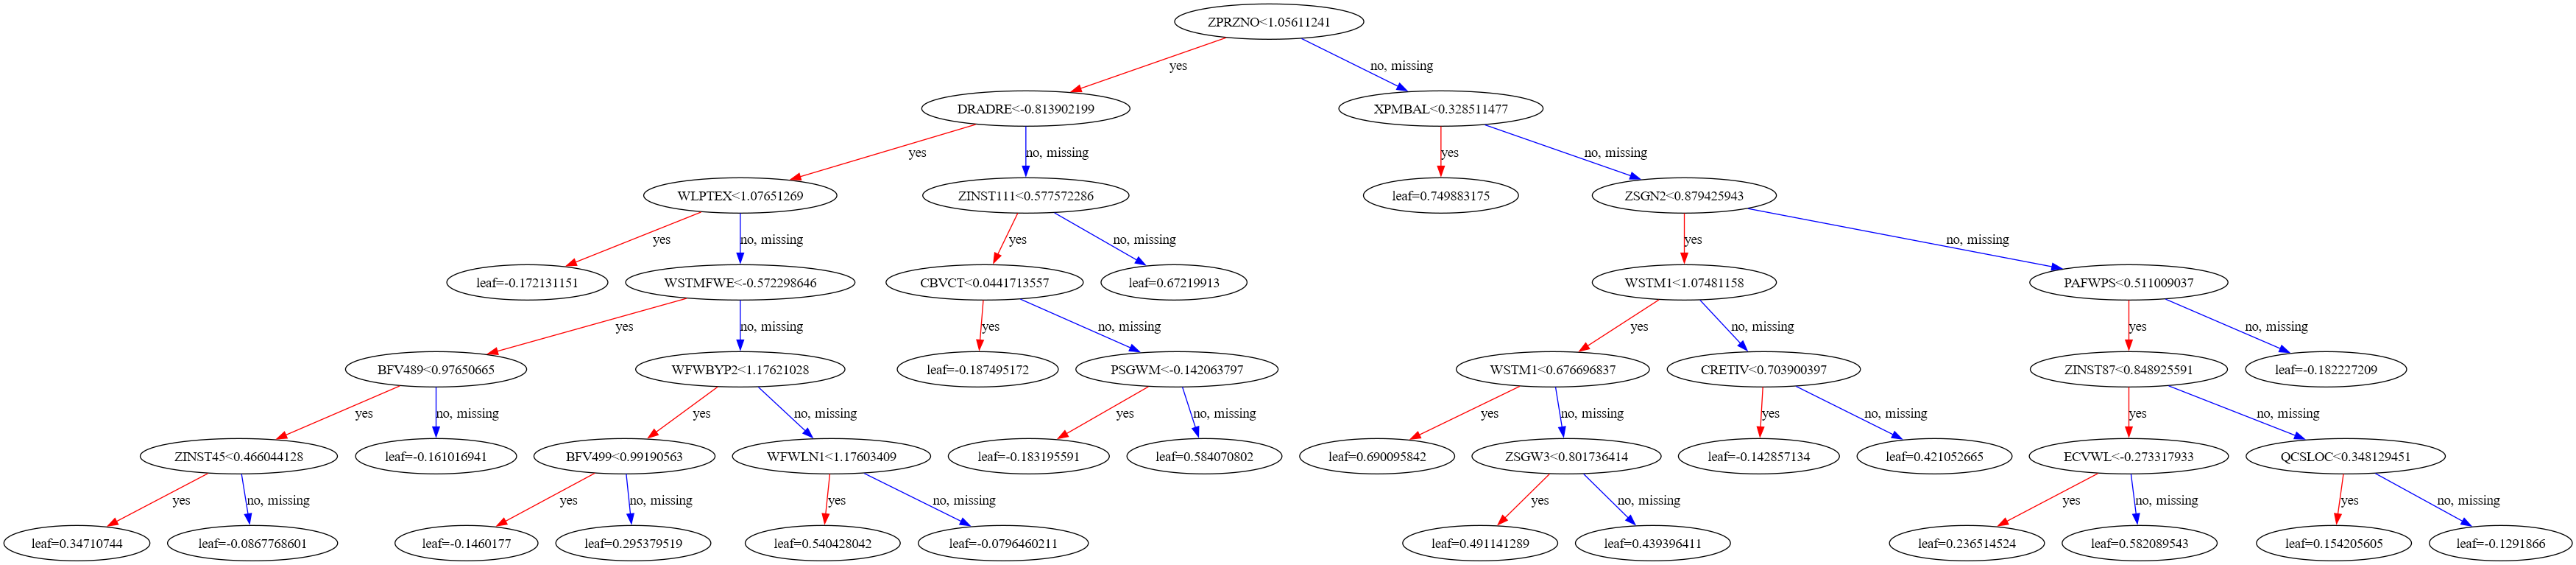 ZPRZNO<1.05611241
yes
no, missing
DRADRE<-0.813902199
XPMBAL<0.328511477
yes
no, missing
yes
no, missing
WLPTEX<1.07651269
ZINST111<0.577572286
leaf=0.749883175
ZSGN2<0.879425943
yes
no, missing
yes
no, missing
yes
no, missing
leaf=-0.172131151
WSTMFWE<-0.572298646
CBVCT<0.0441713557
leaf=0.67219913
WSTM1<1.07481158
PAFWPS<0.511009037
yes
no, missing
yes
no, missing
yes
no, missing
yes
no, missing
BFV489<0.97650665
WFWBYP2<1.17621028
leaf=-0.187495172
PSGWM<-0.142063797
WSTM1<0.676696837
CRETIV<0.703900397
ZINST87<0.848925591
leaf=-0.182227209
yes
no, missing
yes
no, missing
yes
no, missing
yes
no, missing
yes
no, missing
yes
no, missing
ZINST45<0.466044128
leaf=-0.161016941
BFV499<0.99190563
WFWLN1<1.17603409
leaf=-0.183195591
leaf=0.584070802
leaf=0.690095842
ZSGW3<0.801736414
leaf=-0.142857134
leaf=0.421052665
ECVWL<-0.273317933
QCSLOC<0.348129451
yes
no, missing
yes
no, missing
yes
no, missing
yes
no, missing
yes
no, missing
yes
no, missing
leaf=0.34710744
leaf=-0.0867768601
leaf=-0.1460177
leaf=0.295379519
leaf=0.540428042
leaf=-0.0796460211
leaf=0.491141289
leaf=0.439396411
leaf=0.236514524
leaf=0.582089543
leaf=0.154205605
leaf=-0.1291866